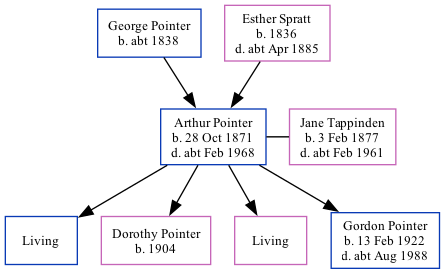 George Pointer
b. abt 1838
Esther Spratt
b. 1836
d. abt Apr 1885
Arthur Pointer
b. 28 Oct 1871
d. abt Feb 1968
Jane Tappinden
b. 3 Feb 1877
d. abt Feb 1961
Living
Dorothy Pointer
b. 1904
Living
Gordon Pointer
b. 13 Feb 1922
d. abt Aug 1988